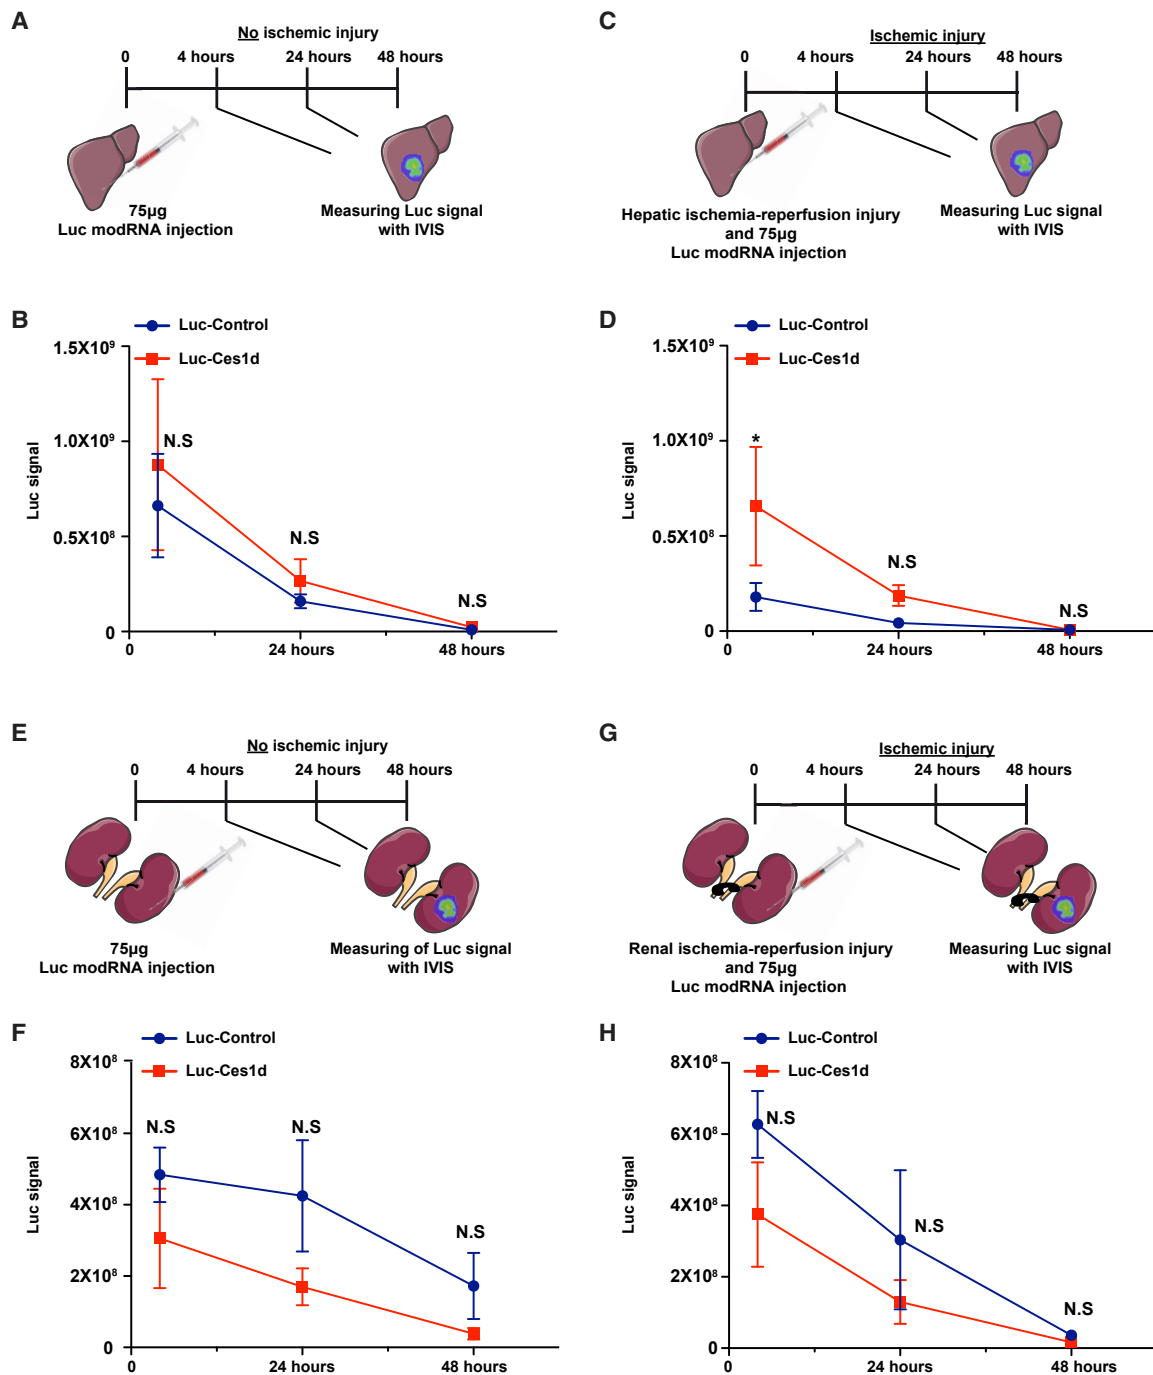 A
No ischemic injury
0 4 hours 24 hours 48 hours
75µg
Luc modRNA injection
Measuring Luc signal
with IVIS
C
Ischemic injury
0 4 hours 24 hours 48 hours
Hepatic ischemia-reperfusion injury
and 75µg
Luc modRNA injection
Measuring Luc signal
with IVIS
B
Luc-Control
Luc-Ces1d
Luc signal
1.5X10⁹
1.0X10⁹
0.5X10⁸
0
N.S
N.S
N.S
0 24 hours 48 hours
D
Luc-Control
Luc-Ces1d
Luc signal
1.5X10⁹
1.0X10⁹
0.5X10⁸
0
*
N.S
N.S
0 24 hours 48 hours
E
No ischemic injury
0 4 hours 24 hours 48 hours
75µg
Luc modRNA injection
Measuring of Luc signal
with IVIS
G
Ischemic injury
0 4 hours 24 hours 48 hours
Renal ischemia-reperfusion injury
and 75µg
Luc modRNA injection
Measuring Luc signal
with IVIS
F
Luc-Control
Luc-Ces1d
Luc signal
8X10⁸
6X10⁸
4X10⁸
2X10⁸
0
N.S
N.S
N.S
0 24 hours 48 hours
H
Luc-Control
Luc-Ces1d
Luc signal
8X10⁸
6X10⁸
4X10⁸
2X10⁸
0
N.S
N.S
N.S
0 24 hours 48 hours